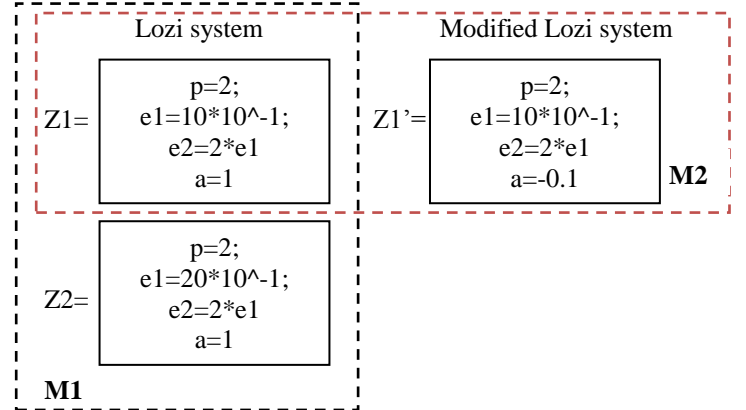 Lozi system
Modified Lozi system
Z1=
p=2;
e1=10*10^-1;
e2=2*e1
a=1
Z1’=
p=2;
e1=10*10^-1;
e2=2*e1
a=-0.1
M2
Z2=
p=2;
e1=20*10^-1;
e2=2*e1
a=1
M1